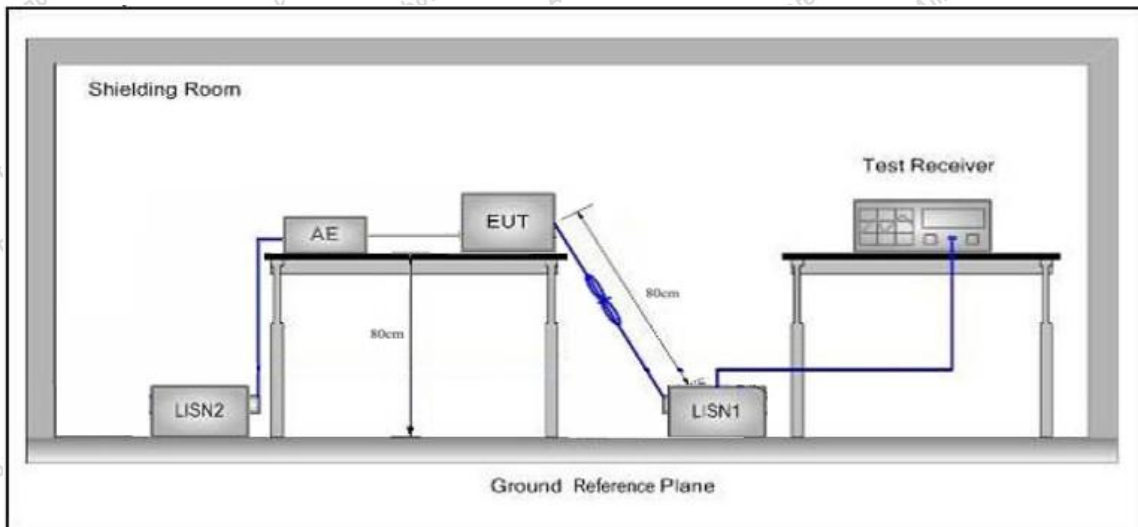 Shielding Room
Test Receiver
EUT
AE
80cm
80cm
LISN2
LISN1
Ground Reference Plane